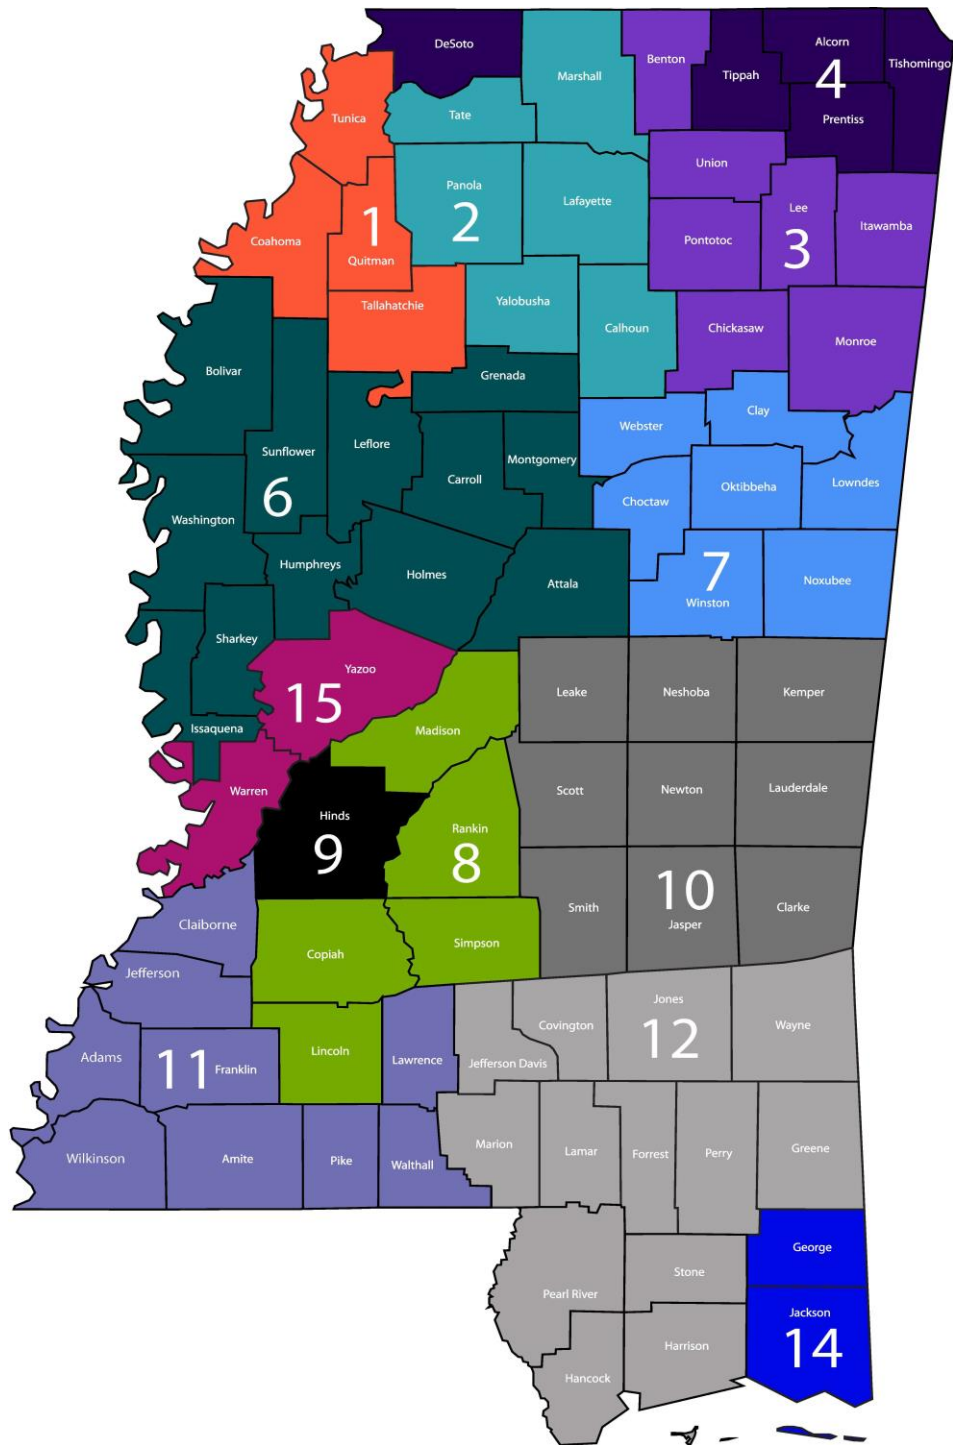 DeSoto
Marshall
Benton
Tippah
Alcorn
4
Tishomingo
Tunica
Tate
Prentiss
Union
Panola
2
Lafayette
Lee
3
Itawamba
Coahoma
1
Quitman
Pontotoc
Tallahatchie
Yalobusha
Calhoun
Chickasaw
Monroe
Bolivar
Grenada
Sunflower
6
Leflore
Webster
Clay
Carroll
Montgomery
Choctaw
Oktibbeha
Lowndes
Washington
Humphreys
Holmes
Attala
7
Winston
Noxubee
Sharkey
Yazoo
15
Leake
Neshoba
Kemper
Issaquena
Madison
Warren
Hinds
9
Rankin
8
Scott
Newton
Lauderdale
Smith
10
Jasper
Clarke
Claiborne
Copiah
Simpson
Jefferson
Jones
12
Covington
Wayne
Adams
11
Franklin
Lincoln
Lawrence
Jefferson Davis
Wilkinson
Amite
Pike
Walthall
Marion
Lamar
Forrest
Perry
Greene
George
Stone
Pearl River
Jackson
14
Harrison
Hancock